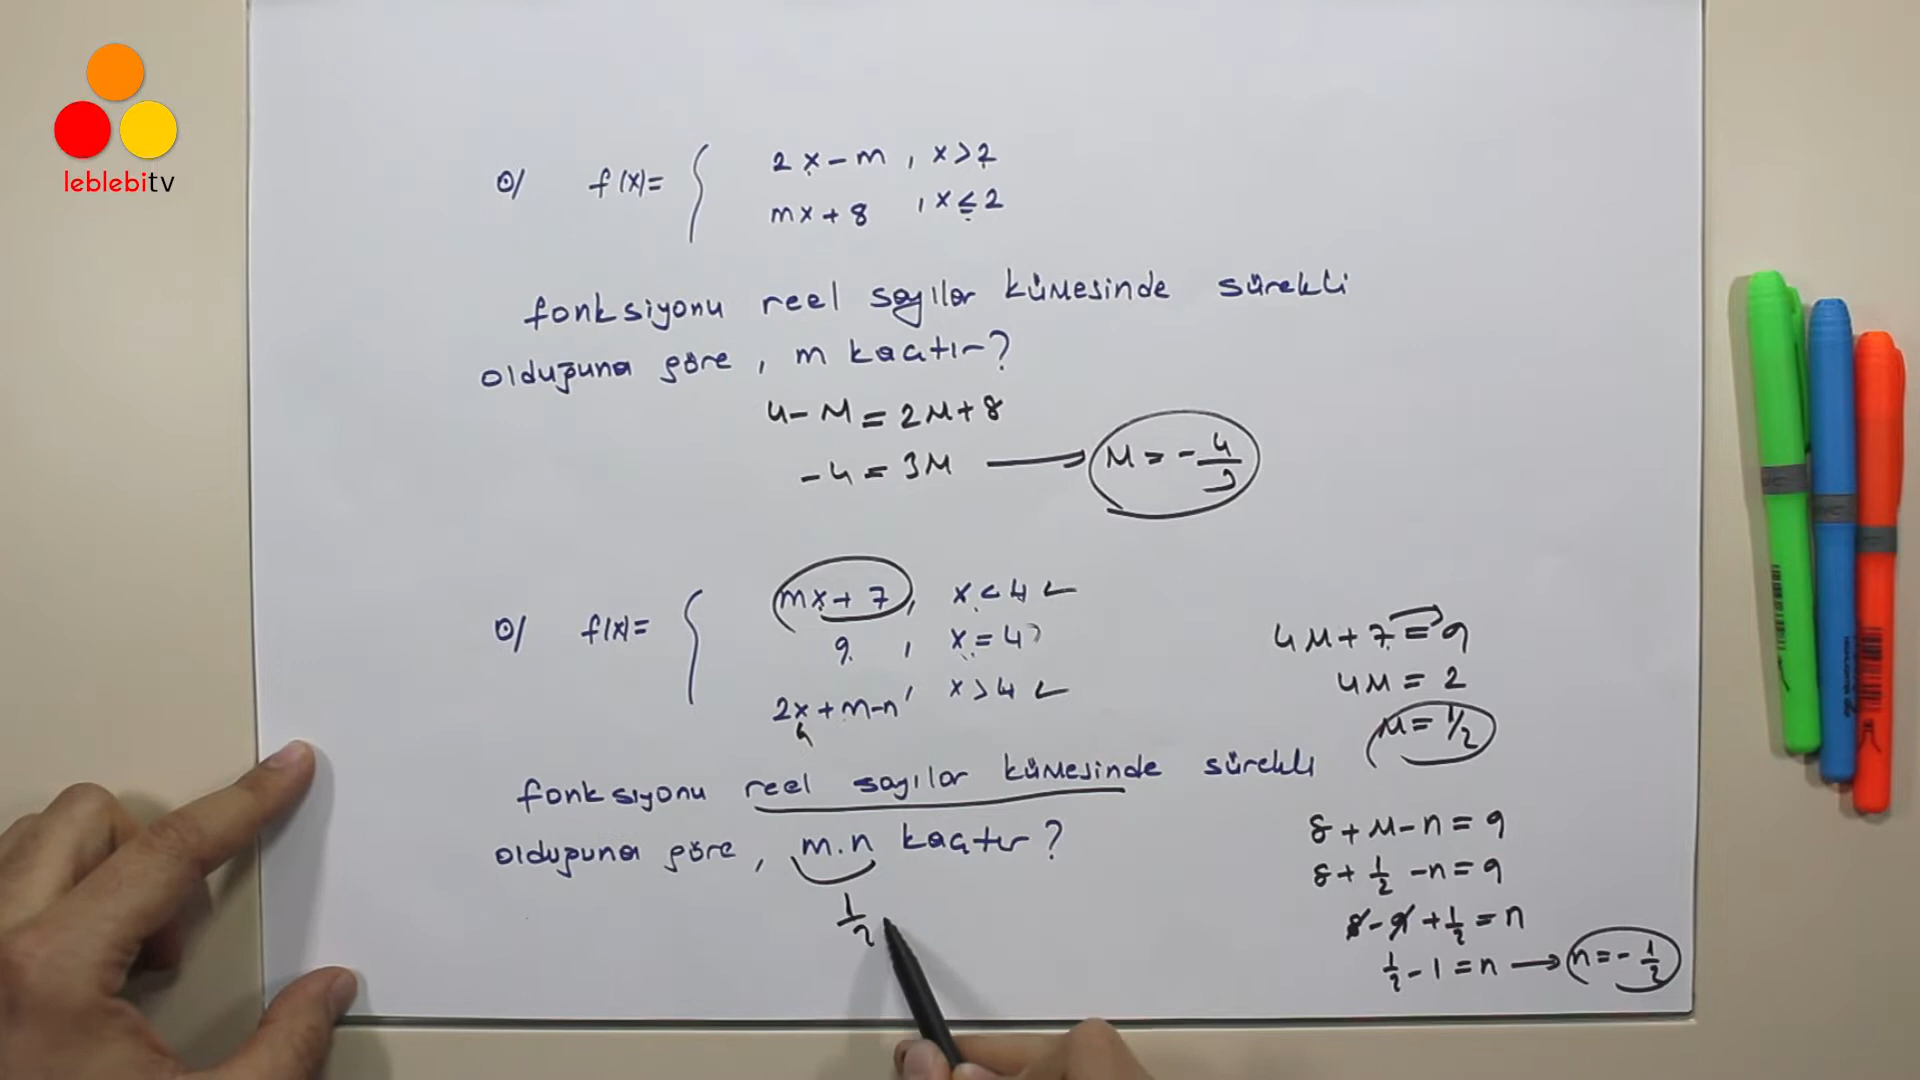 leblebitv
0/ f(x)= { 2x-m , x>2
mx+8 , x≤2
fonksiyonu reel sayılar kümesinde sürekli
olduğuna göre, m kaçtır?
4-M=2M+8
-4=3M → M=-4/3
0/ f(x)= { mx+7, x<4
9 , x=4
2x+m-n, x>4
4
fonksiyonu reel sayılar kümesinde sürekli
olduğuna göre, m.n kaçtır?
1/2
4M+7=9
4M=2
M=1/2
8+M-n=9
8+1/2-n=9
8-9+1/2=n
1/2-1=n → n=-1/2